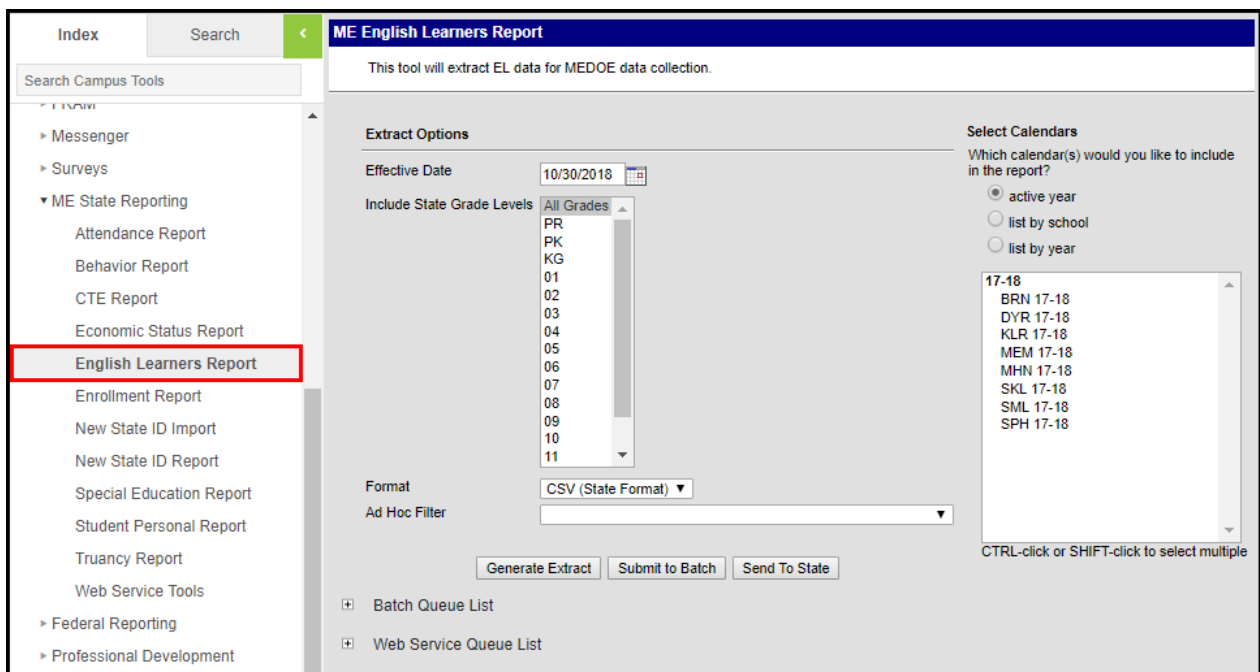 Index
Search
Search Campus Tools
FRAM
Messenger
Surveys
ME State Reporting
Attendance Report
Behavior Report
CTE Report
Economic Status Report
English Learners Report
Enrollment Report
New State ID Import
New State ID Report
Special Education Report
Student Personal Report
Truancy Report
Web Service Tools
Federal Reporting
Professional Development
ME English Learners Report
This tool will extract EL data for MEDOE data collection.
Extract Options
Effective Date
10/30/2018
Include State Grade Levels
All Grades
PR
PK
KG
01
02
03
04
05
06
07
08
09
10
11
Format
CSV (State Format)
Ad Hoc Filter
Generate Extract
Submit to Batch
Send To State
Batch Queue List
Web Service Queue List
Select Calendars
Which calendar(s) would you like to include
in the report?
active year
list by school
list by year
17-18
BRN 17-18
DYR 17-18
KLR 17-18
MEM 17-18
MHN 17-18
SKL 17-18
SML 17-18
SPH 17-18
CTRL-click or SHIFT-click to select multiple